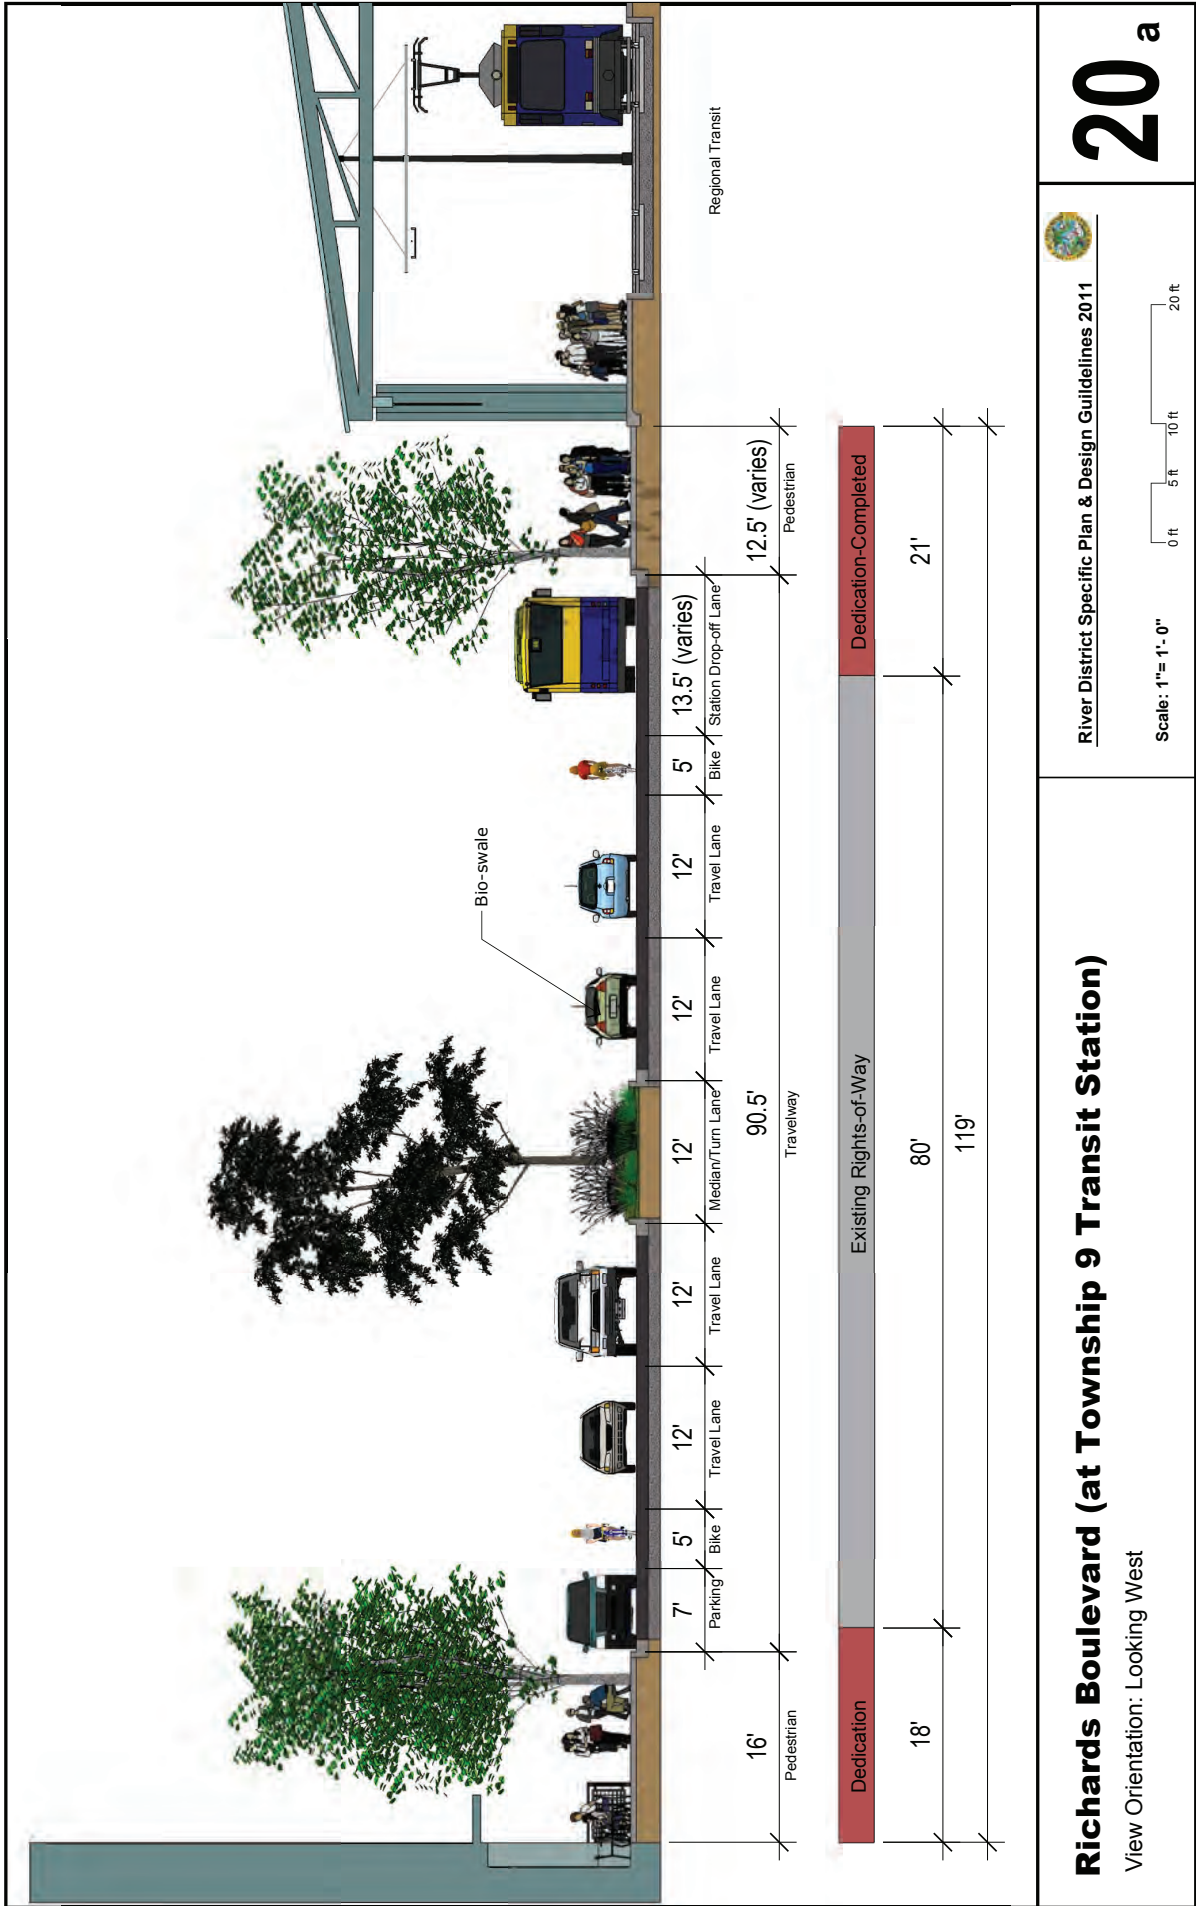 Bio-swale
Regional Transit
7'
5'
12'
12'
12'
12'
12'
5'
13.5' (varies)
Parking
Bike
Travel Lane
Travel Lane
Median/Turn Lane
Travel Lane
Travel Lane
Bike
Station Drop-off Lane
16'
90.5'
12.5' (varies)
Pedestrian
Travelway
Pedestrian
Dedication
Existing Rights-of-Way
Dedication-Completed
18'
80'
21'
119'
Richards Boulevard (at Township 9 Transit Station)
View Orientation: Looking West
River District Specific Plan & Design Guildelines 2011
Scale: 1"= 1'- 0"
0 ft
5 ft
10 ft
20 ft
20 a